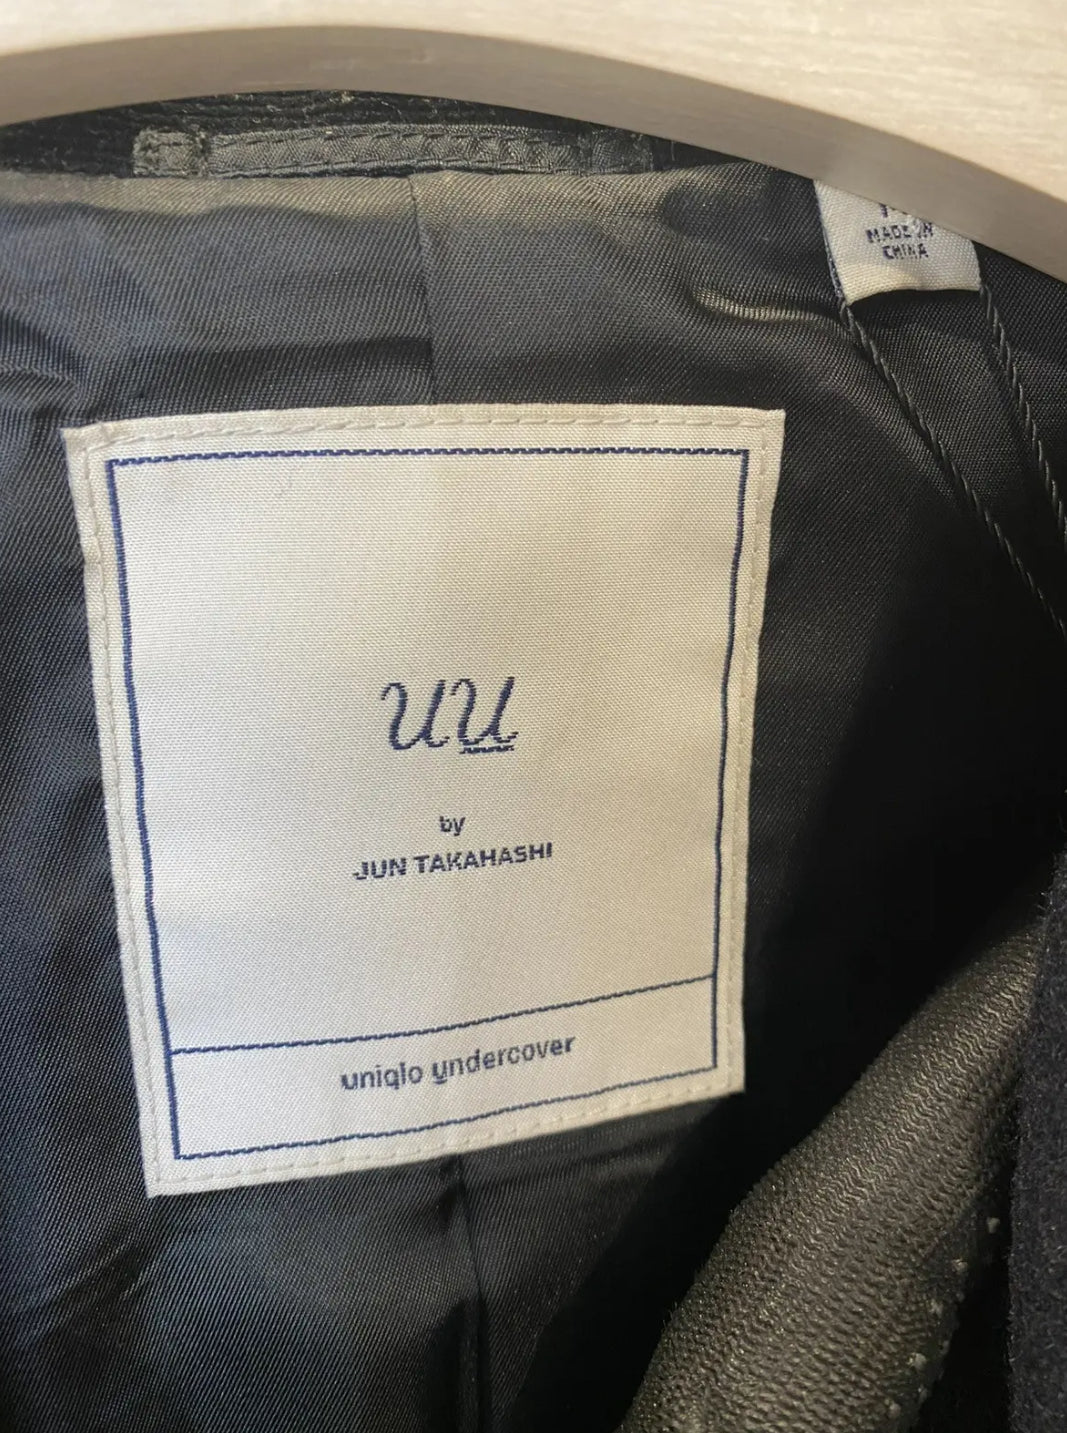 MADE IN
CHINA
uu
by
JUN TAKAHASHI
uniqlo undercover